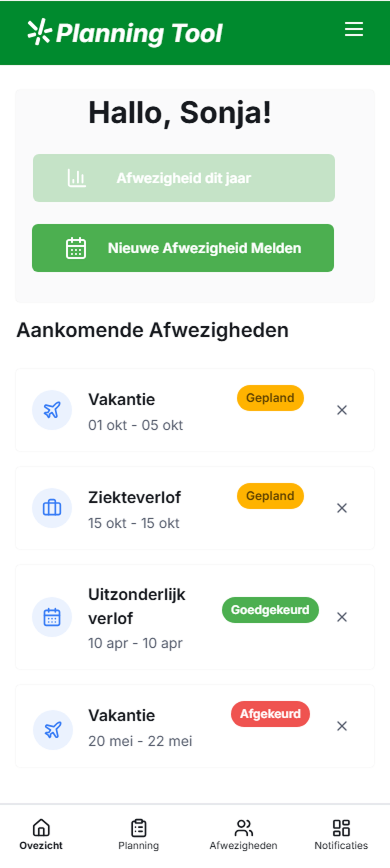 Planning Tool
Hallo, Sonja!
Afwezigheid dit jaar
Nieuwe Afwezigheid Melden
Aankomende Afwezigheden
Vakantie
Gepland
01 okt - 05 okt
Ziekteverlof
Gepland
15 okt - 15 okt
Uitzonderlijk
verlof
Goedgekeurd
10 apr - 10 apr
Vakantie
Afgekeurd
20 mei - 22 mei
Ovezicht
Planning
Afwezigheden
Notificaties